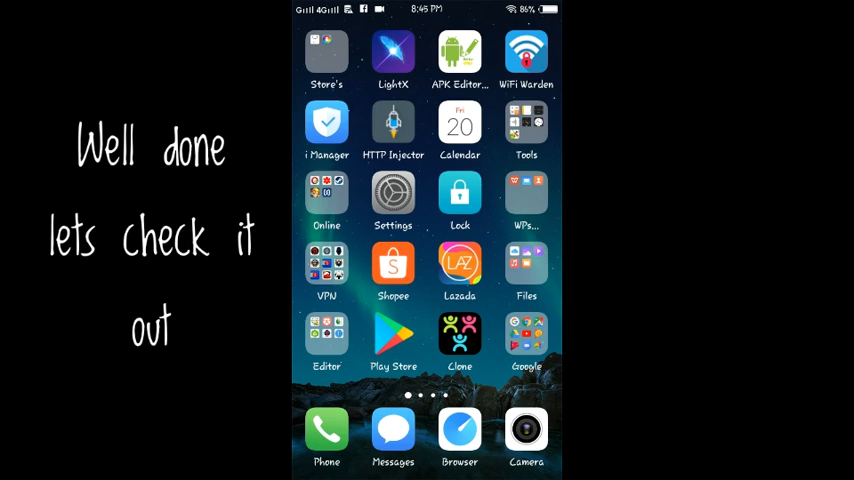 Well done
lets check it
out
4G
8:45 PM
86%
Store's
LightX
APK Editor...
WiFi Warden
i Manager
HTTP Injector
Fri
20
Calendar
Tools
Online
Settings
Lock
WPs...
VPN
S
Shopee
LAZ
Lazada
Files
Editor
Play Store
Clone
Google
Phone
Messages
Browser
Camera